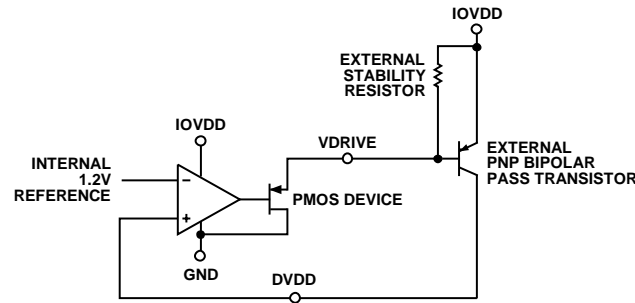 IOVDD
EXTERNAL
STABILITY
RESISTOR
IOVDD
VDRIVE
EXTERNAL
PNP BIPOLAR
PASS TRANSISTOR
INTERNAL
1.2V
REFERENCE
−
+
PMOS DEVICE
GND
DVDD